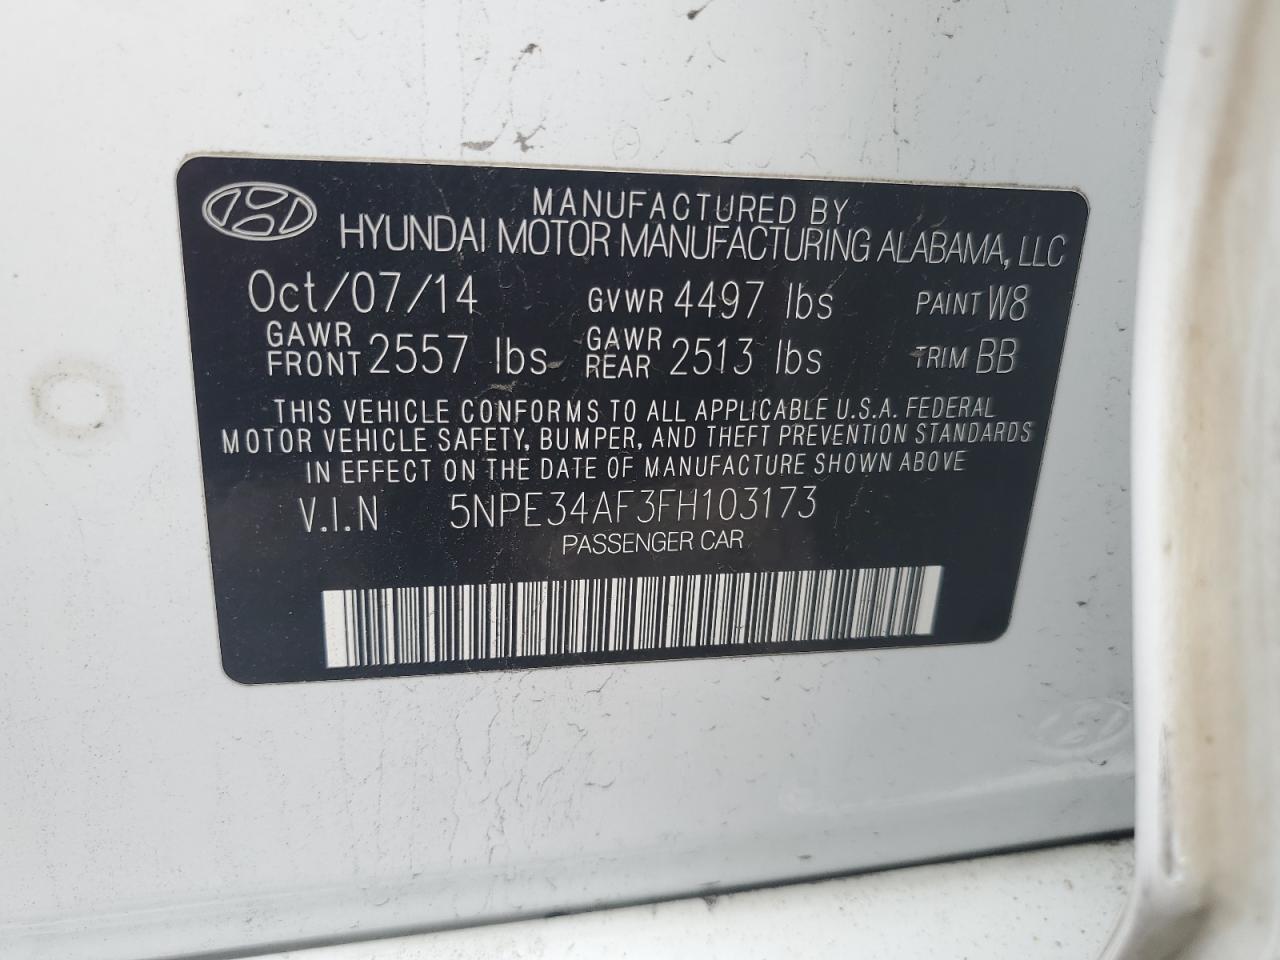 MANUFACTURED BY
HYUNDAI MOTOR MANUFACTURING ALABAMA, LLC
Oct/07/14 GVWR 4497 lbs PAINT W8
GAWR FRONT 2557 lbs GAWR REAR 2513 lbs TRIM BB
THIS VEHICLE CONFORMS TO ALL APPLICABLE U.S.A. FEDERAL
MOTOR VEHICLE SAFETY, BUMPER, AND THEFT PREVENTION STANDARDS
IN EFFECT ON THE DATE OF MANUFACTURE SHOWN ABOVE
V.I.N 5NPE34AF3FH103173
PASSENGER CAR